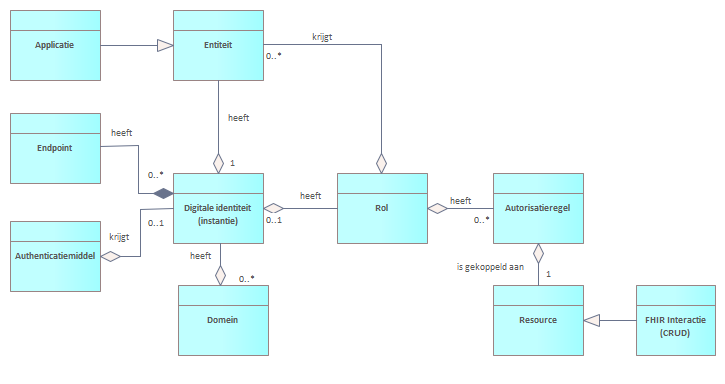 Applicatie
Entiteit
krijgt
0..*
heeft
1
Endpoint
heeft
0..*
Digitale identiteit
(instantie)
heeft
0..1
Rol
heeft
0..*
Autorisatieregel
Authenticatiemiddel
krijgt
0..1
heeft
0..*
Domein
is gekoppeld aan
1
Resource
FHIR Interactie
(CRUD)